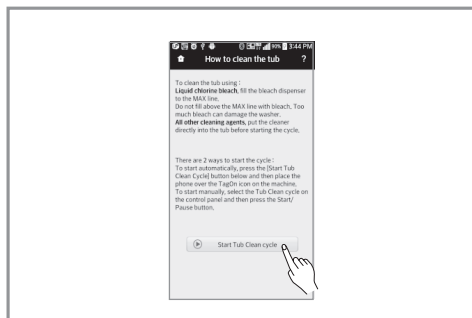 90% 3:44 PM
How to clean the tub ?
To clean the tub using :
Liquid chlorine bleach, fill the bleach dispenser
to the MAX line.
Do not fill above the MAX line with bleach. Too
much bleach can damage the washer.
All other cleaning agents, put the cleaner
directly into the tub before starting the cycle.
There are 2 ways to start the cycle :
To start automatically, press the [Start Tub
Clean Cycle] button below and then place the
phone over the TagOn icon on the machine.
To start manually, select the Tub Clean cycle on
the control panel and then press the Start/
Pause button.
Start Tub Clean cycle